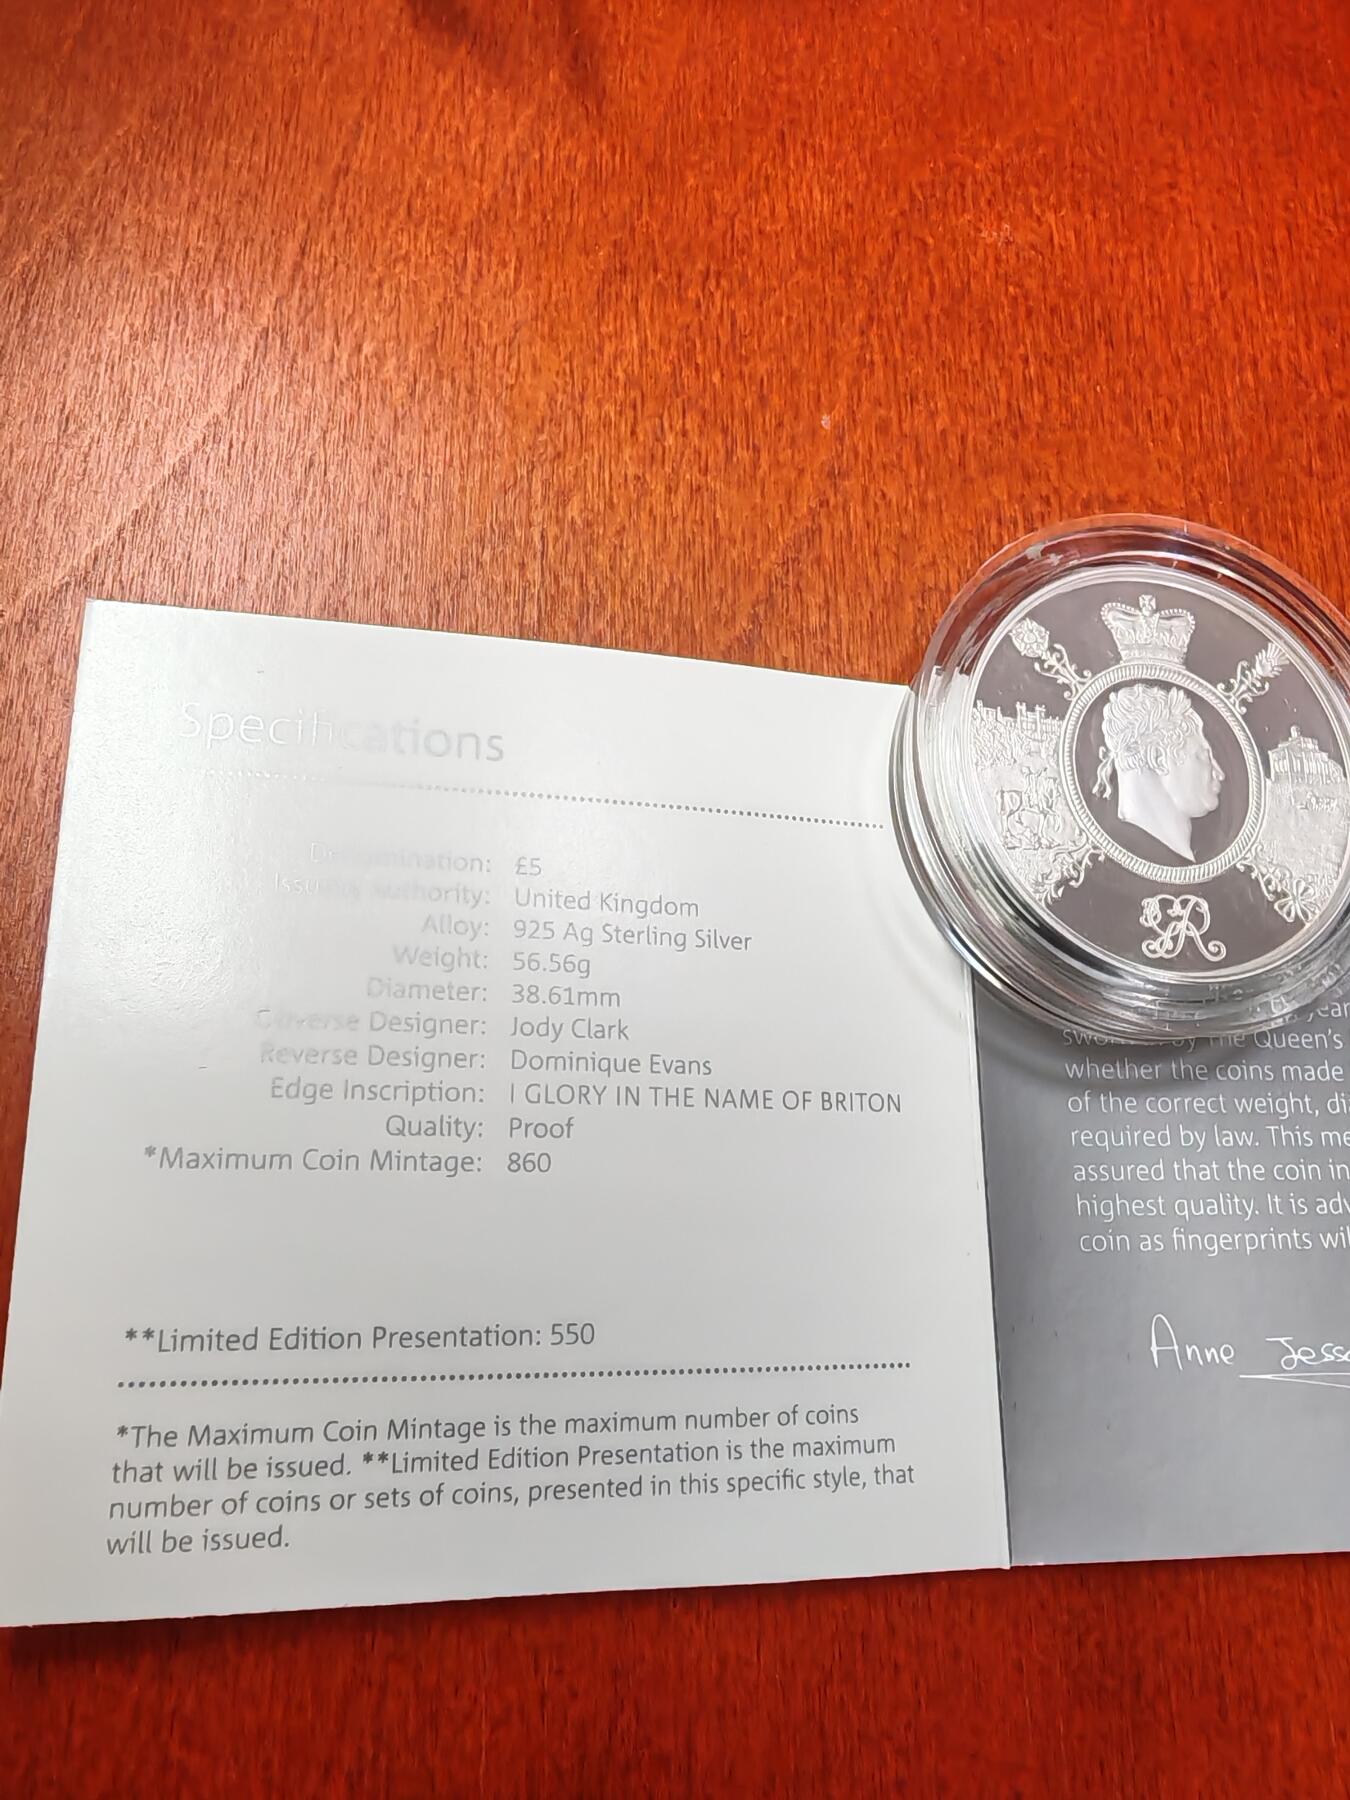 Specifications
Denomination: £5
Issuing Authority: United Kingdom
Alloy: 925 Ag Sterling Silver
Weight: 56.56g
Diameter: 38.61mm
Obverse Designer: Jody Clark
Reverse Designer: Dominique Evans
Edge Inscription: I GLORY IN THE NAME OF BRITON
Quality: Proof
*Maximum Coin Mintage: 860
**Limited Edition Presentation: 550
*The Maximum Coin Mintage is the maximum number of coins
that will be issued. **Limited Edition Presentation is the maximum
number of coins or sets of coins, presented in this specific style, that
will be issued.
by the Queen's
whether the coins made
of the correct weight,
required by law. This
assured that the coin in
highest quality. It is
coin as fingerprints
Anne